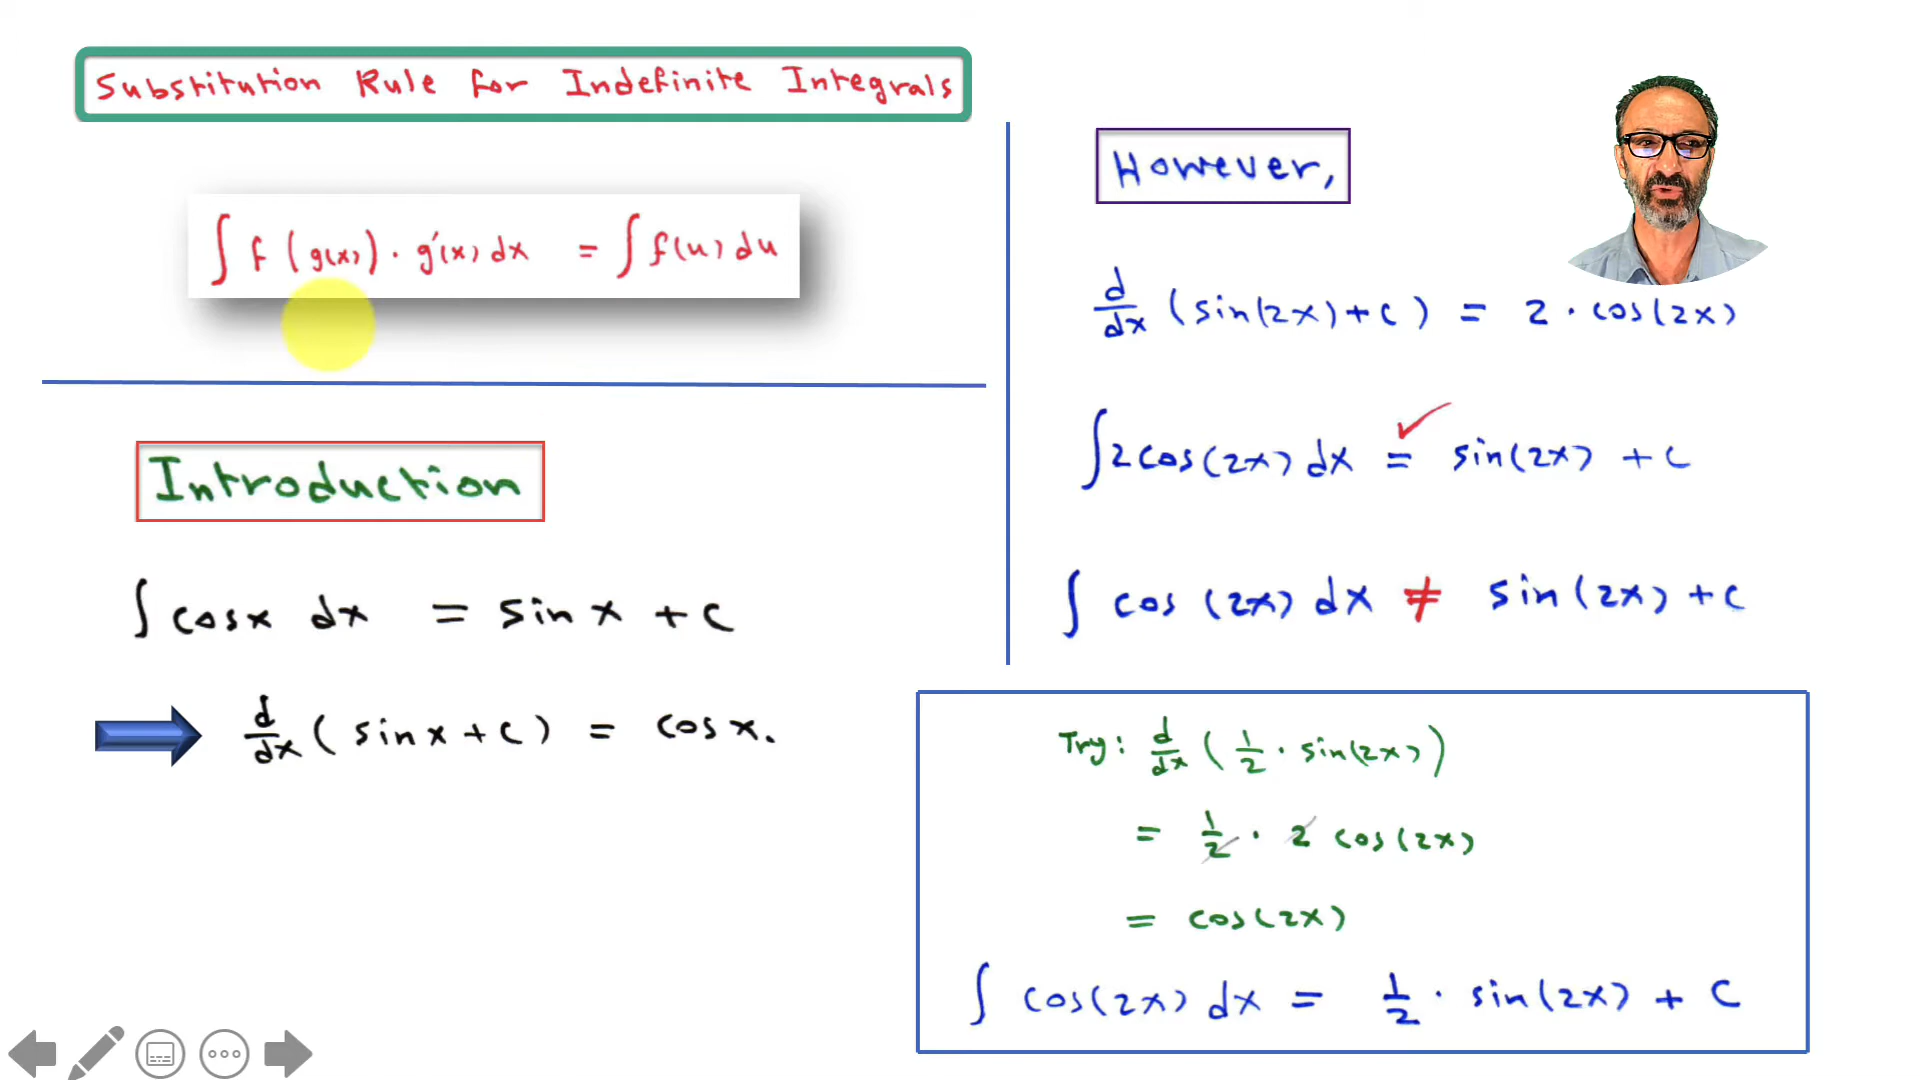 Substitution Rule for Indefinite Integrals
∫ f (g(x)) · g′(x) dx = ∫ f(u) du
Introduction
∫ cosx dx = sin x + c
d/dx ( sin x + c ) = cos x.
However,
d/dx ( sin(2x) + c ) = 2 · cos(2x)
∫ 2 cos(2x) dx = sin(2x) + c
∫ cos (2x) dx ≠ sin(2x) + c
Try: d/dx ( 1/2 · sin(2x) )
= 1/2 · 2 cos(2x)
= cos(2x)
∫ cos(2x) dx = 1/2 · sin(2x) + C